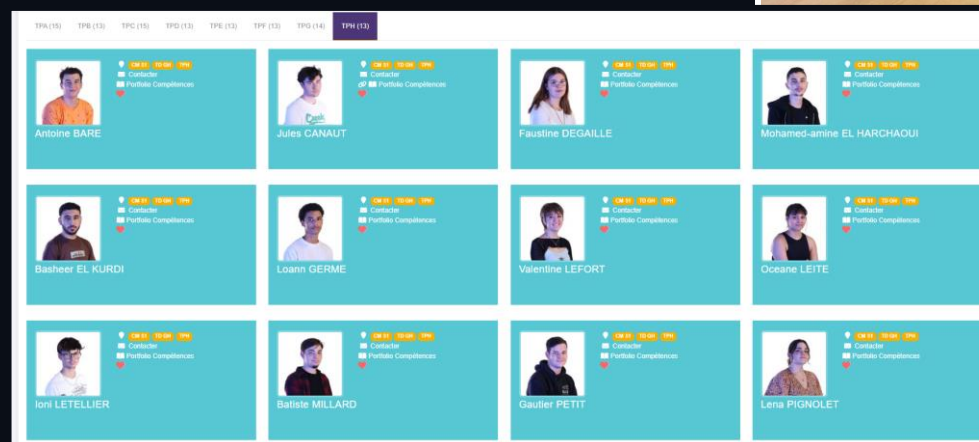 TPA (15) TPB (13) TPC (15) TPD (13) TPE (13) TPF (13) TPG (14) TPH (13)
CM S1 TD GH TPH
Contacter
Portfolio Compétences
Antoine BARE
CM S1 TD GH TPH
Contacter
Portfolio Compétences
Jules CANAUT
CM S1 TD GH TPH
Contacter
Portfolio Compétences
Faustine DEGAILLE
CM S1 TD GH TPH
Contacter
Portfolio Compétences
Mohamed-amine EL HARCHAOUI
CM S1 TD GH TPH
Contacter
Portfolio Compétences
Basheer EL KURDI
CM S1 TD GH TPH
Contacter
Portfolio Compétences
Loann GERME
CM S1 TD GH TPH
Contacter
Portfolio Compétences
Valentine LEFORT
CM S1 TD GH TPH
Contacter
Portfolio Compétences
Oceane LEITE
CM S1 TD GH TPH
Contacter
Portfolio Compétences
Ioni LETELLIER
CM S1 TD GH TPH
Contacter
Portfolio Compétences
Batiste MILLARD
CM S1 TD GH TPH
Contacter
Portfolio Compétences
Gautier PETIT
CM S1 TD GH TPH
Contacter
Portfolio Compétences
Lena PIGNOLET